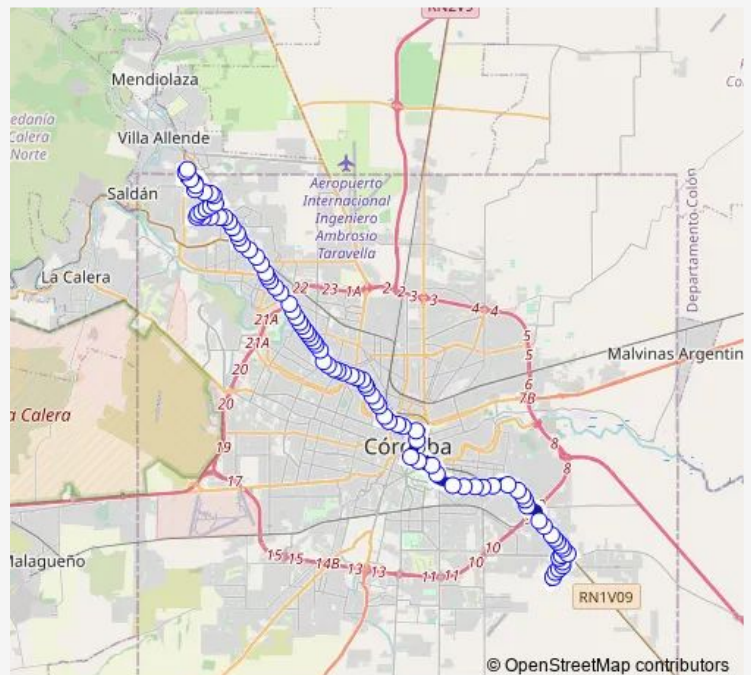 RN2V9
Mendiolaza
edanía
Calera
Norte
Villa Allende
Aeropuerto
Internacional
Ingeniero
Ambrosio
Taravella
Saldán
Departamento Colón
La Calera
22 23 1A 2 2 3 3 4 4
21A
21A
5
5
20
6
7B
Malvinas Argentin
20
a Calera
19
8
8
Córdoba
17
9
10
10
15 15 14B 13 13 11 11
Malagueño
RN1V09
© OpenStreetMap contributors